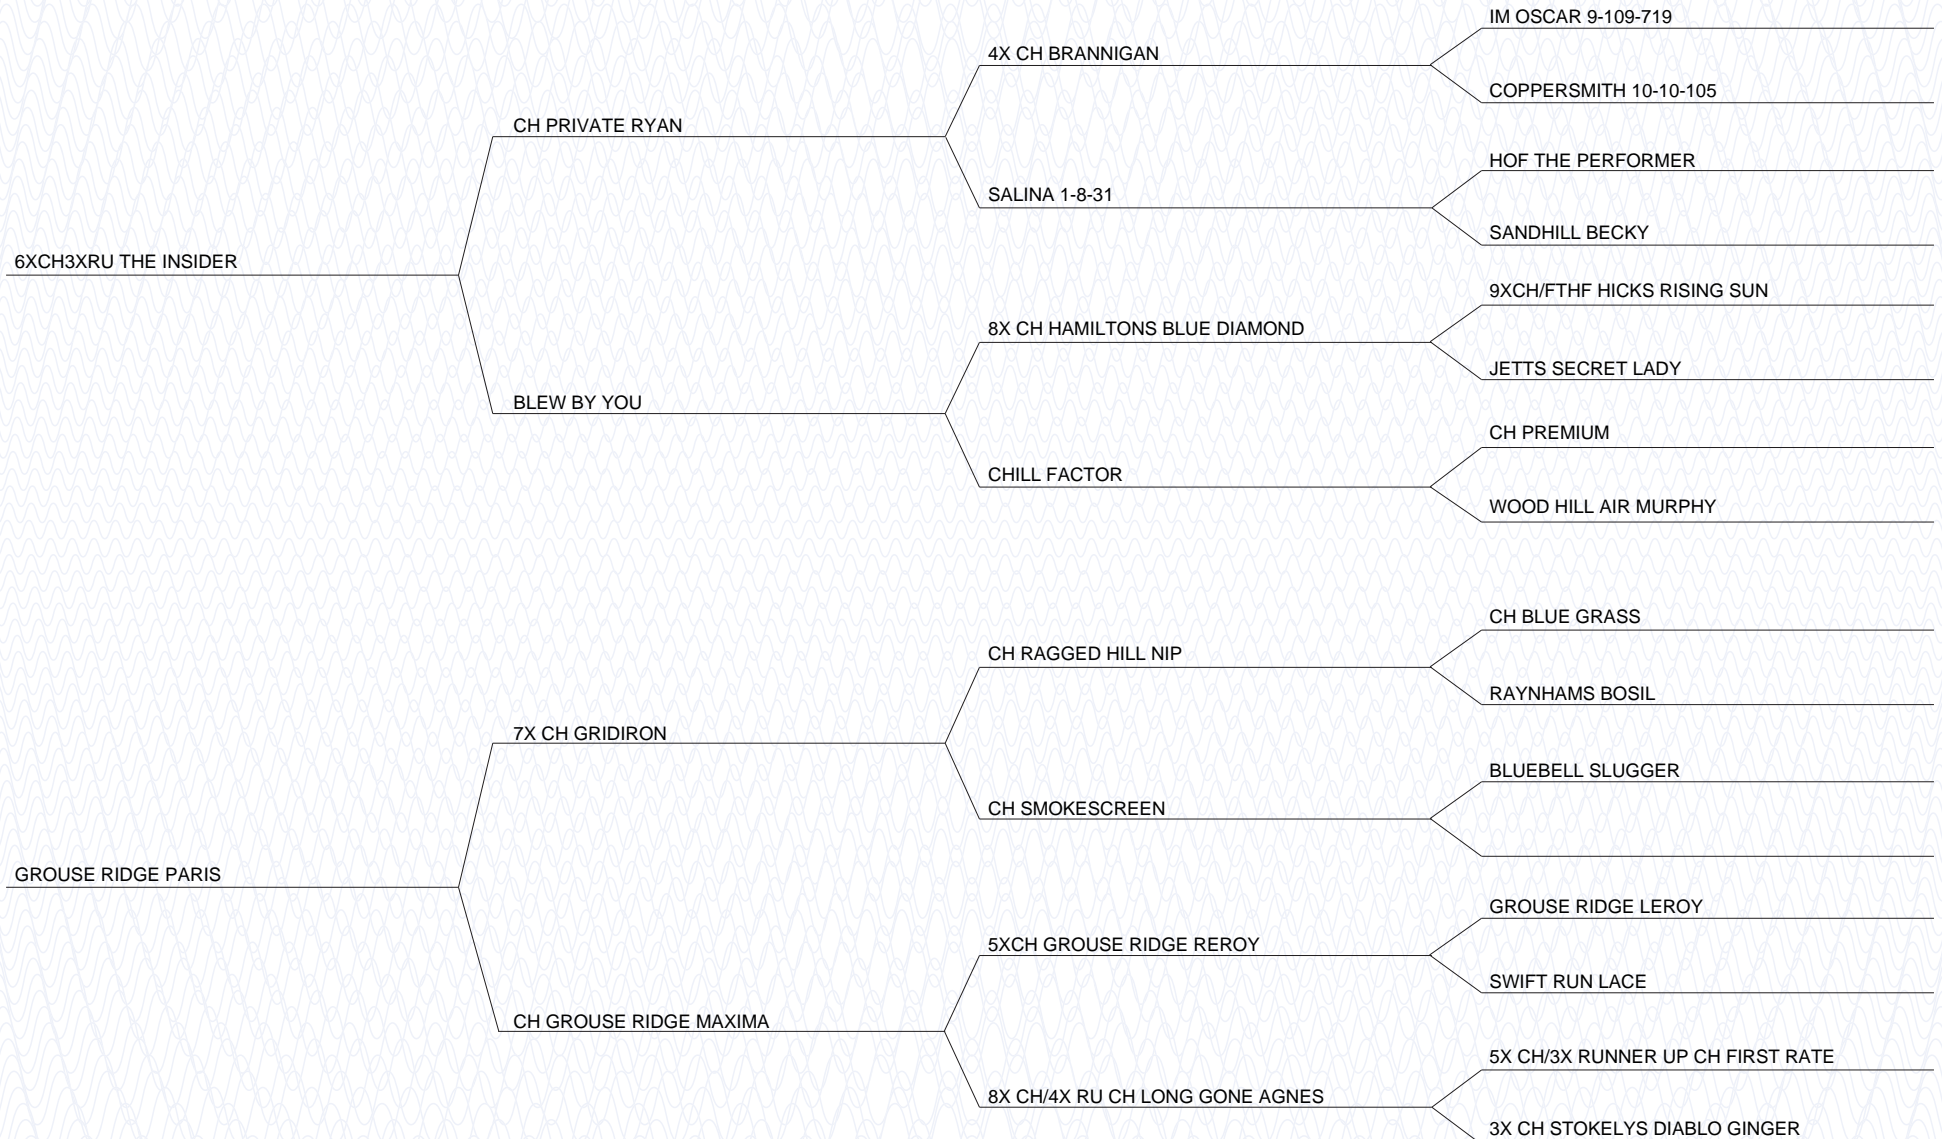 IM OSCAR 9-109-719
4X CH BRANNIGAN
COPPERSMITH 10-10-105
CH PRIVATE RYAN
HOF THE PERFORMER
SALINA 1-8-31
SANDHILL BECKY
6XCH3XRU THE INSIDER
9XCH/FTHF HICKS RISING SUN
8X CH HAMILTONS BLUE DIAMOND
JETTS SECRET LADY
BLEW BY YOU
CH PREMIUM
CHILL FACTOR
WOOD HILL AIR MURPHY
CH BLUE GRASS
CH RAGGED HILL NIP
RAYNHAMS BOSIL
7X CH GRIDIRON
BLUEBELL SLUGGER
CH SMOKESCREEN
GROUSE RIDGE PARIS
GROUSE RIDGE LEROY
5XCH GROUSE RIDGE REROY
SWIFT RUN LACE
CH GROUSE RIDGE MAXIMA
5X CH/3X RUNNER UP CH FIRST RATE
8X CH/4X RU CH LONG GONE AGNES
3X CH STOKELYS DIABLO GINGER